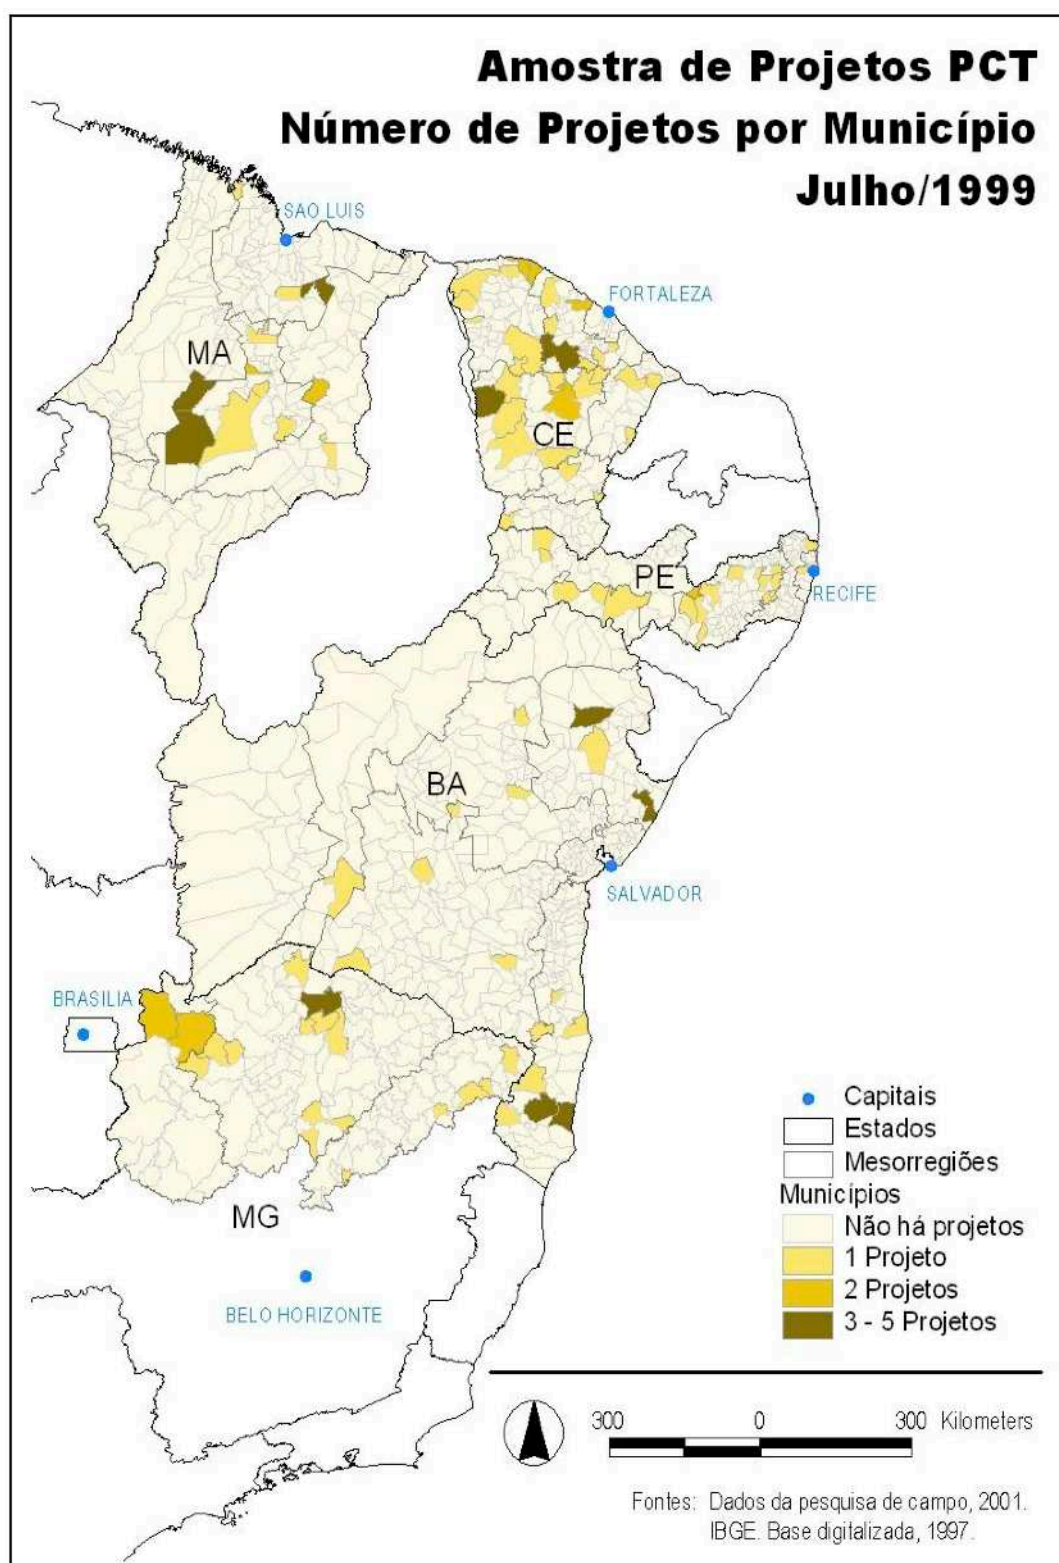 Amostra de Projetos PCT
Número de Projetos por Município
Julho/1999
SAO LUIS
FORTALEZA
MA
CE
PE
RECIFE
BA
SALVADOR
BRASILIA
MG
BELO HORIZONTE
Capitais
Estados
Mesorregiões
Municípios
Não há projetos
1 Projeto
2 Projetos
3 - 5 Projetos
300 0 300 Kilometers
Fontes: Dados da pesquisa de campo, 2001.
IBGE. Base digitalizada, 1997.